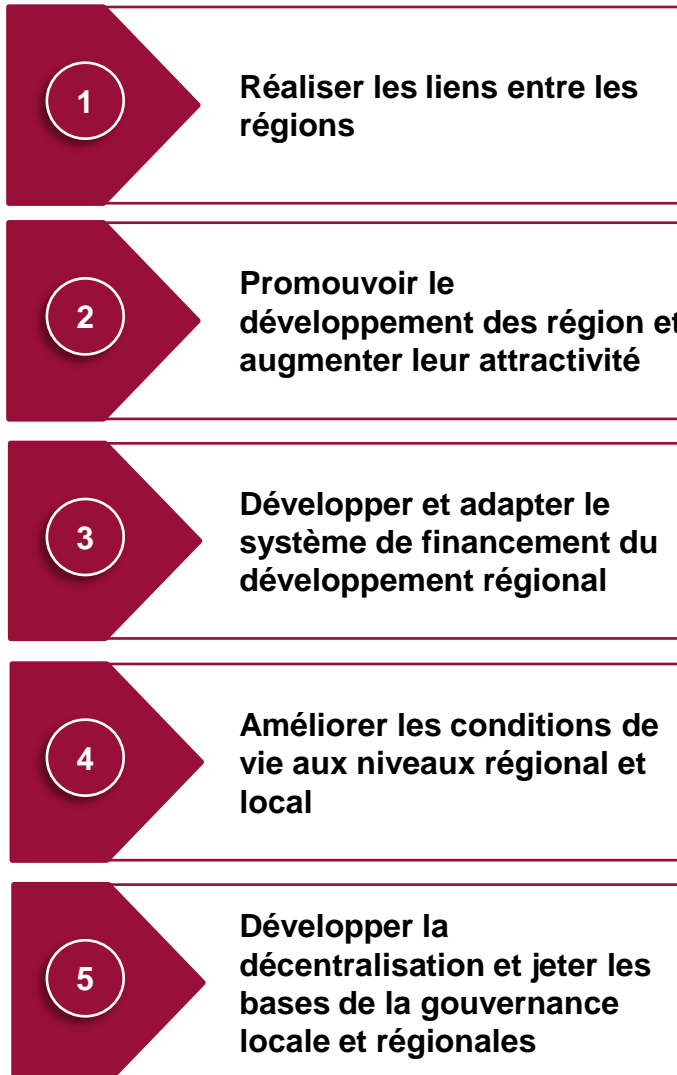 1
Réaliser les liens entre les
régions
2
Promouvoir le
développement des région et
augmenter leur attractivité
3
Développer et adapter le
système de financement du
développement régional
4
Améliorer les conditions de
vie aux niveaux régional et
local
5
Développer la
décentralisation et jeter les
bases de la gouvernance
locale et régionales